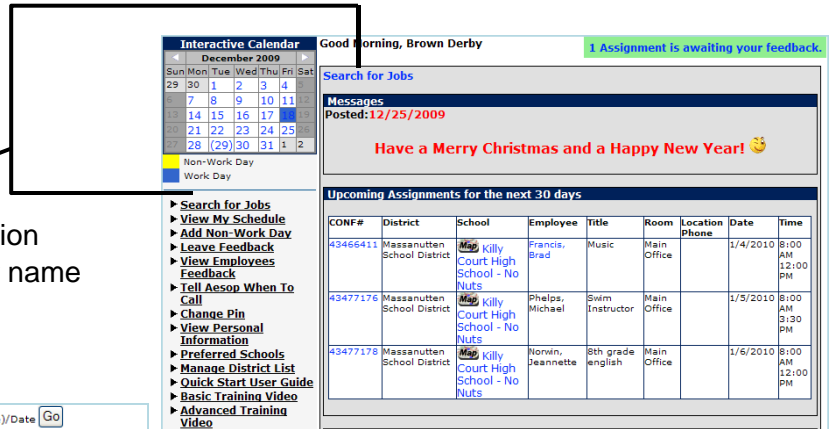 Interactive Calendar
December 2009
Sun Mon Tue Wed Thu Fri Sat
29 30 1 2 3 4 5
6 7 8 9 10 11 12
13 14 15 16 17 18 19
20 21 22 23 24 25 26
27 28 (29) 30 31 1 2
Non-Work Day
Work Day
Search for Jobs
View My Schedule
Add Non-Work Day
Leave Feedback
View Employees
Feedback
Tell Aesop When To
Call
Change Pin
View Personal
Information
Preferred Schools
Manage District List
Quick Start User Guide
Basic Training Video
Advanced Training
Video
tion
name
)/Date Go
Good Morning, Brown Derby
1 Assignment is awaiting your feedback.
Search for Jobs
Messages
Posted:12/25/2009
Have a Merry Christmas and a Happy New Year!
Upcoming Assignments for the next 30 days
CONF# District School Employee Title Room Location Date Time
Phone
43466411 Massanutten Map Killy Francis, Music Main 1/4/2010 8:00
School District Court High Brad Office AM
School - No 12:00
Nuts PM
43477176 Massanutten Map Killy Phelps, Swim Main 1/5/2010 8:00
School District Court High Michael Instructor Office AM
School - No 3:30
Nuts PM
43477178 Massanutten Map Killy Norwin, 8th grade Main 1/6/2010 8:00
School District Court High Jeannette english Office AM
School - No 12:00
Nuts PM